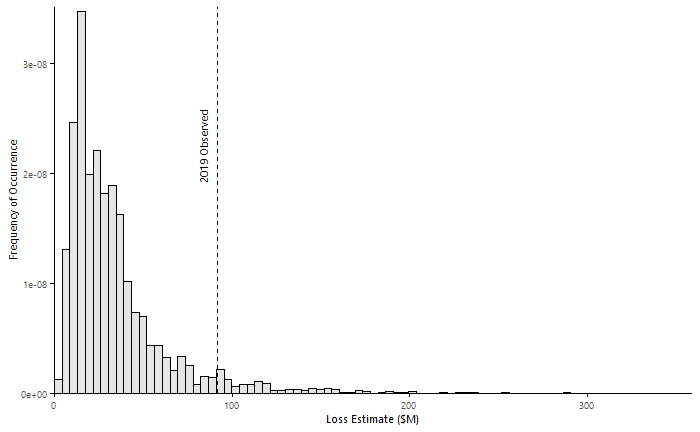 Frequency of Occurrence
3e-08
2e-08
1e-08
0e+00
2019 Observed
0
100
200
300
Loss Estimate ($M)